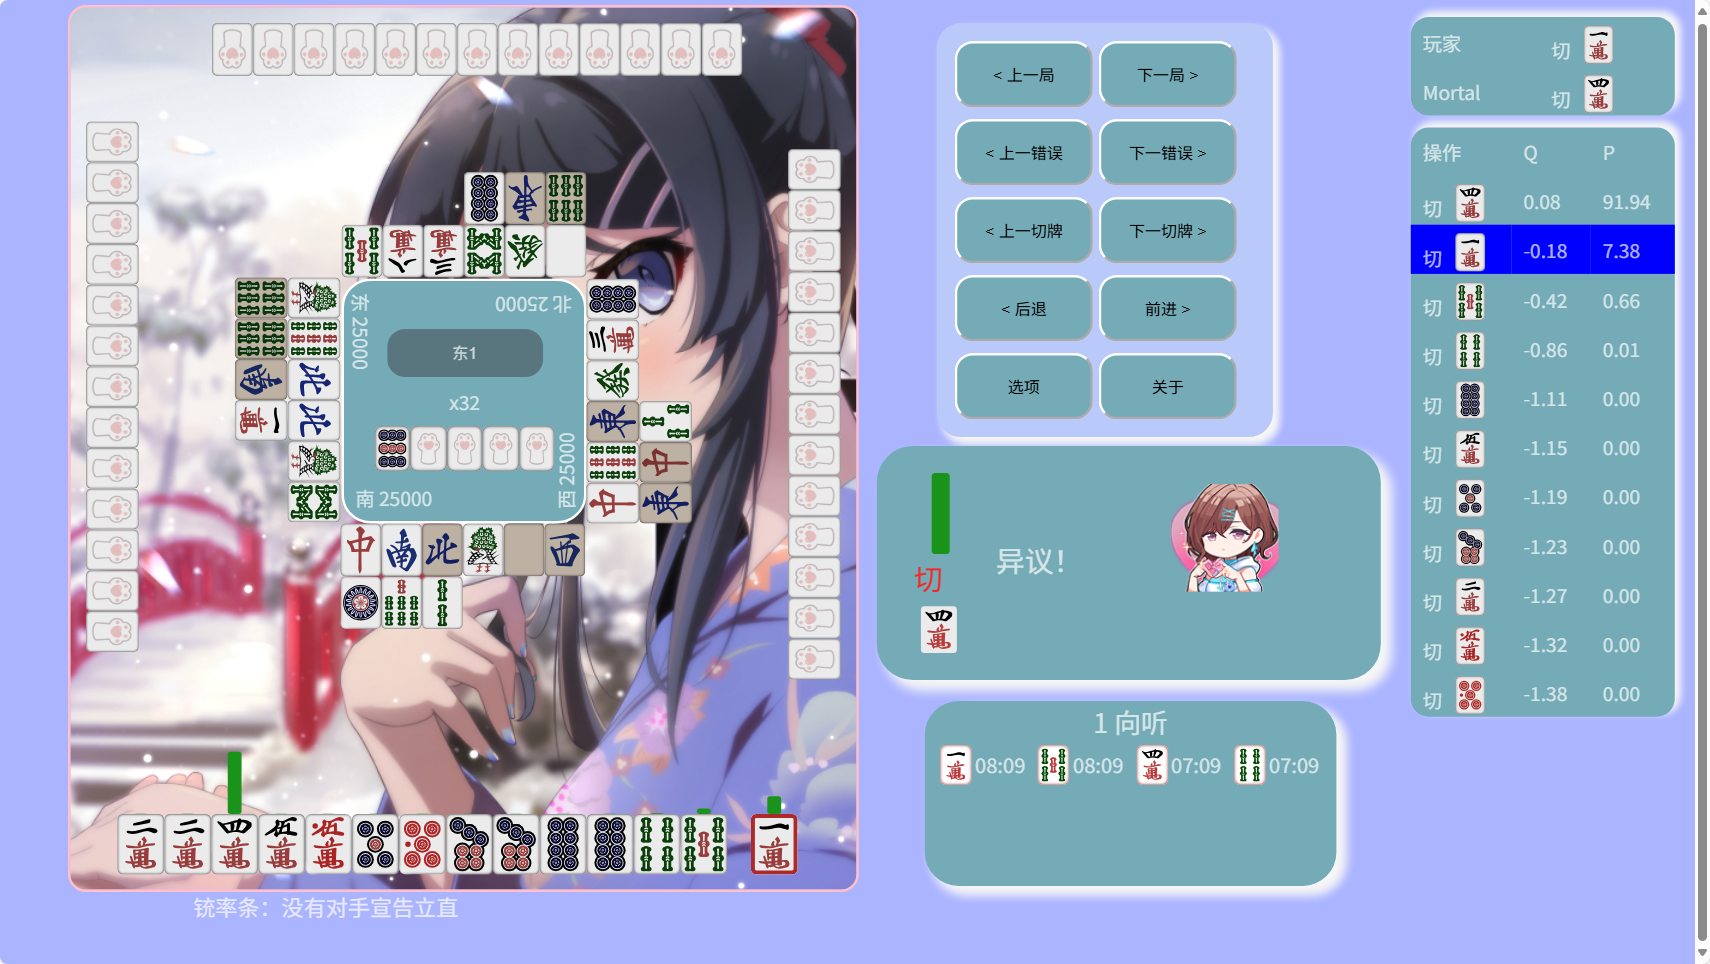 < 上一局
下一局 >
< 上一错误
下一错误 >
< 上一切牌
下一切牌 >
< 后退
前进 >
选项
关于
玩家 切
Mortal 切
操作 Q P
切 0.08 91.94
切 -0.18 7.38
切 -0.42 0.66
切 -0.86 0.01
切 -1.11 0.00
切 -1.15 0.00
切 -1.19 0.00
切 -1.23 0.00
切 -1.27 0.00
切 -1.32 0.00
切 -1.38 0.00
东 25000
北 25000
东1
x32
南 25000
西 25000
切
异议!
1 向听
08:09 08:09 07:09 07:09
铳率条：没有对手宣告立直